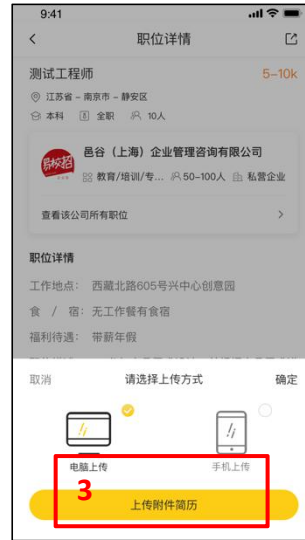 9:41
职位详情
测试工程师 5-10k
江苏省 - 南京市 - 静安区
本科 全职 10人
易校招
邑谷（上海）企业管理咨询有限公司
教育/培训/专... 50-100人 私营企业
查看该公司所有职位
职位详情
工作地点： 西藏北路605号兴中心创意园
食 / 宿：无工作餐有食宿
福利待遇： 带薪年假
取消 请选择上传方式 确定
电脑上传 手机上传
3
上传附件简历